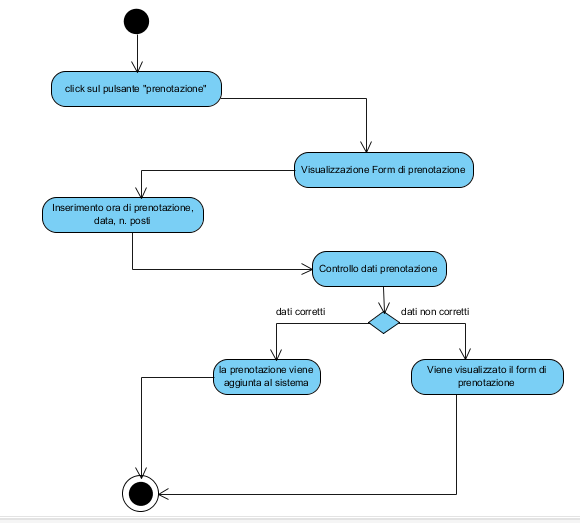 click sul pulsante "prenotazione"
Visualizzazione Form di prenotazione
Inserimento ora di prenotazione,
data, n. posti
Controllo dati prenotazione
dati corretti
dati non corretti
la prenotazione viene
aggiunta al sistema
Viene visualizzato il form di
prenotazione